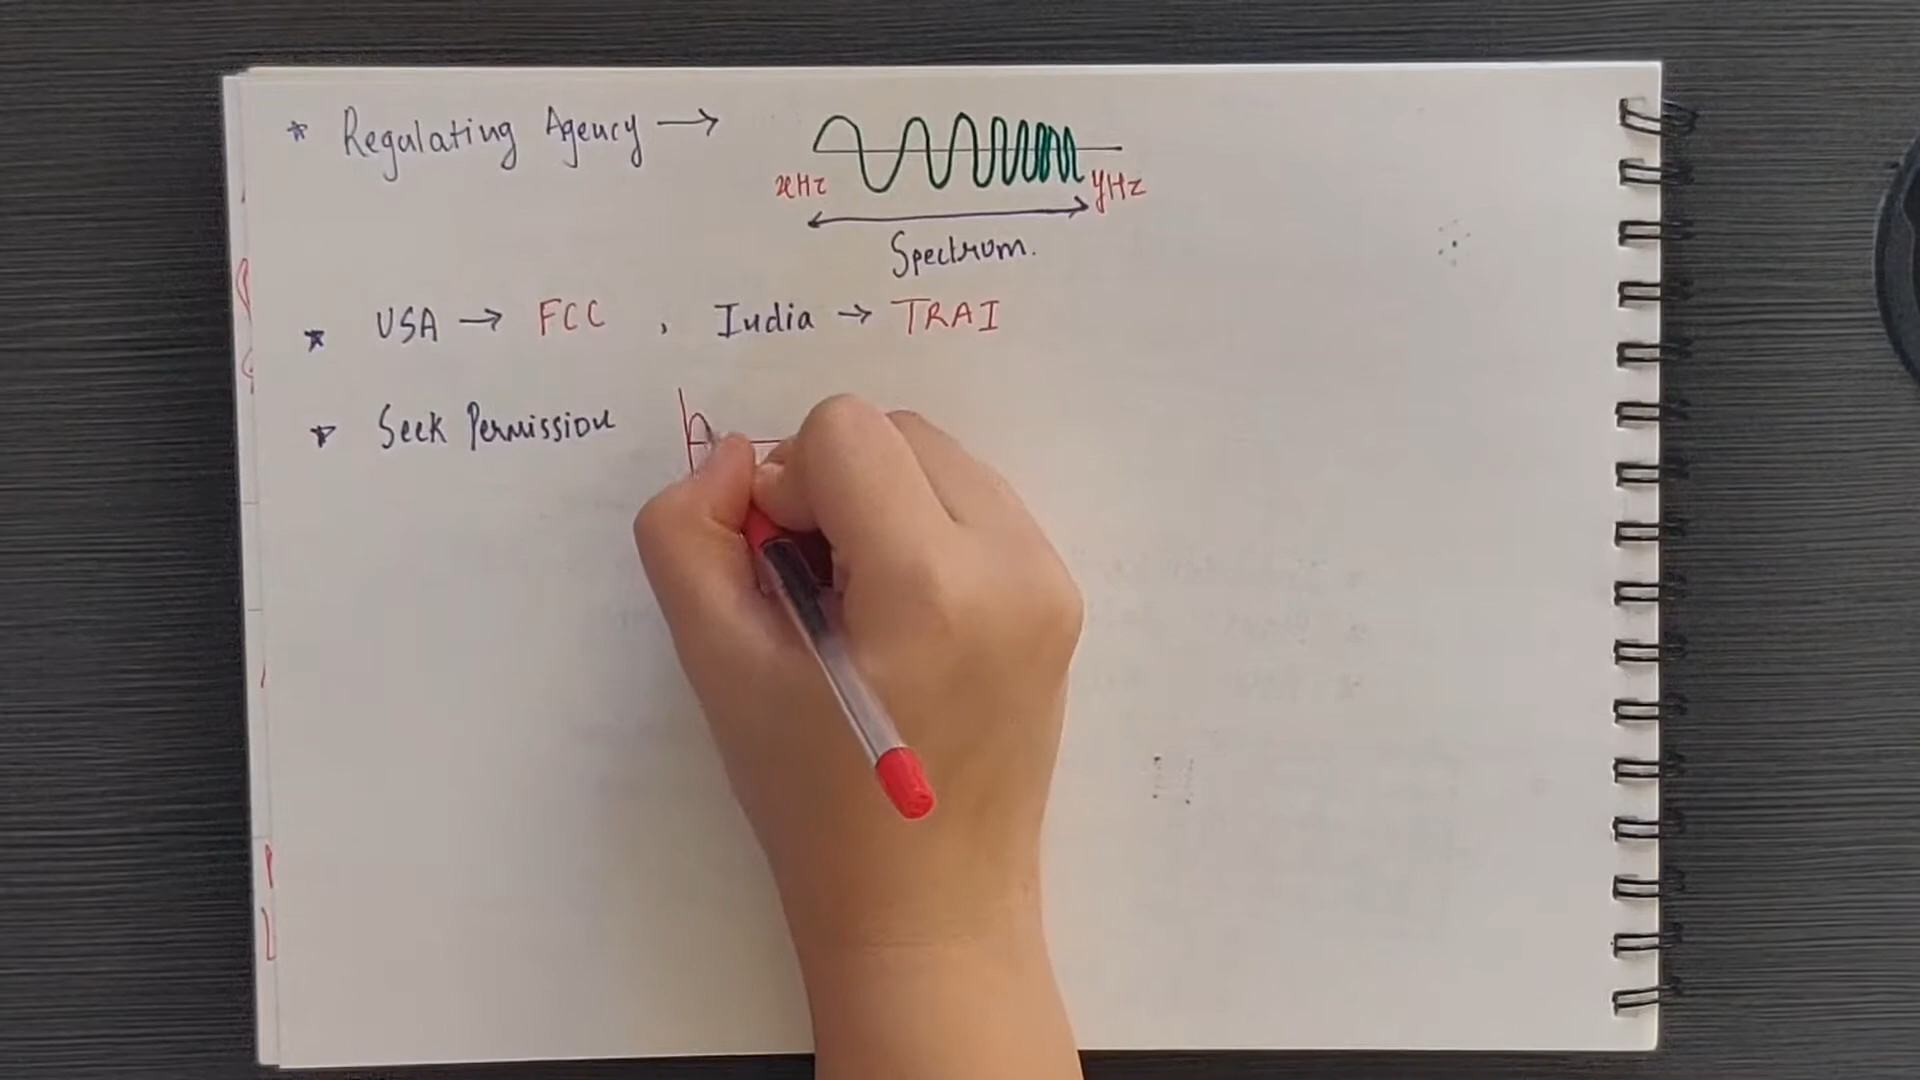 * Regulating Agency →
xHz yHz
Spectrum.
* USA → FCC , India → TRAI
* Seek Permission